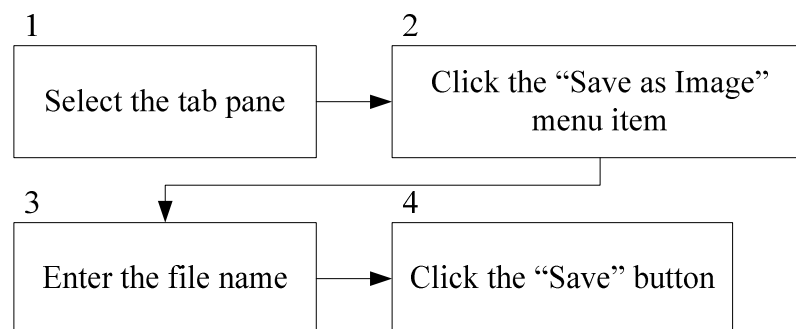 1
Select the tab pane
2
Click the “Save as Image”
menu item
3
Enter the file name
4
Click the “Save” button